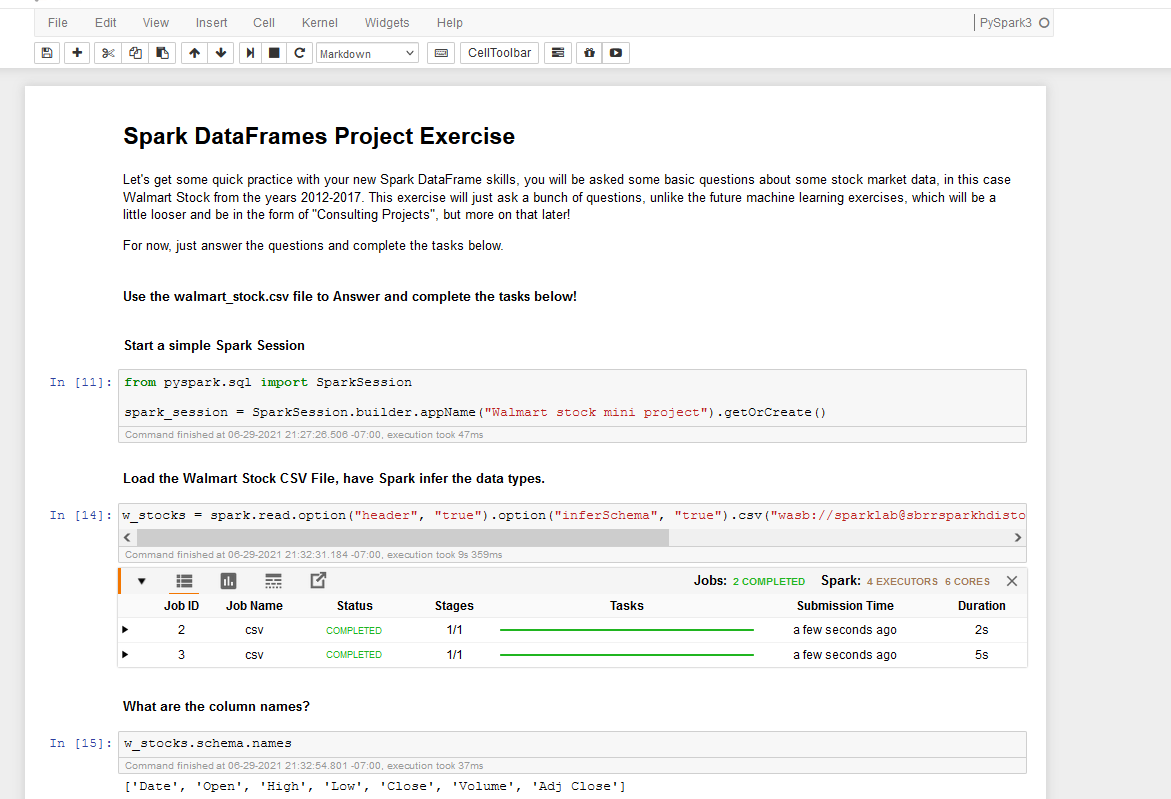 File Edit View Insert Cell Kernel Widgets Help PySpark3
Markdown CellToolbar
Spark DataFrames Project Exercise
Let's get some quick practice with your new Spark DataFrame skills, you will be asked some basic questions about some stock market data, in this case
Walmart Stock from the years 2012-2017. This exercise will just ask a bunch of questions, unlike the future machine learning exercises, which will be a
little looser and be in the form of "Consulting Projects", but more on that later!
For now, just answer the questions and complete the tasks below.
Use the walmart_stock.csv file to Answer and complete the tasks below!
Start a simple Spark Session
In [11]: from pyspark.sql import SparkSession
spark_session = SparkSession.builder.appName("Walmart stock mini project").getOrCreate()
Command finished at 06-29-2021 21:27:26.506 -07:00, execution took 47ms
Load the Walmart Stock CSV File, have Spark infer the data types.
In [14]: w_stocks = spark.read.option("header", "true").option("inferSchema", "true").csv("wasb://sparklab@sbrrsparkhdisto
Command finished at 06-29-2021 21:32:31.184 -07:00, execution took 9s 359ms
Jobs: 2 COMPLETED Spark: 4 EXECUTORS 6 CORES
Job ID Job Name Status Stages Tasks Submission Time Duration
2 csv COMPLETED 1/1 a few seconds ago 2s
3 csv COMPLETED 1/1 a few seconds ago 5s
What are the column names?
In [15]: w_stocks.schema.names
Command finished at 06-29-2021 21:32:54.801 -07:00, execution took 37ms
['Date', 'Open', 'High', 'Low', 'Close', 'Volume', 'Adj Close']